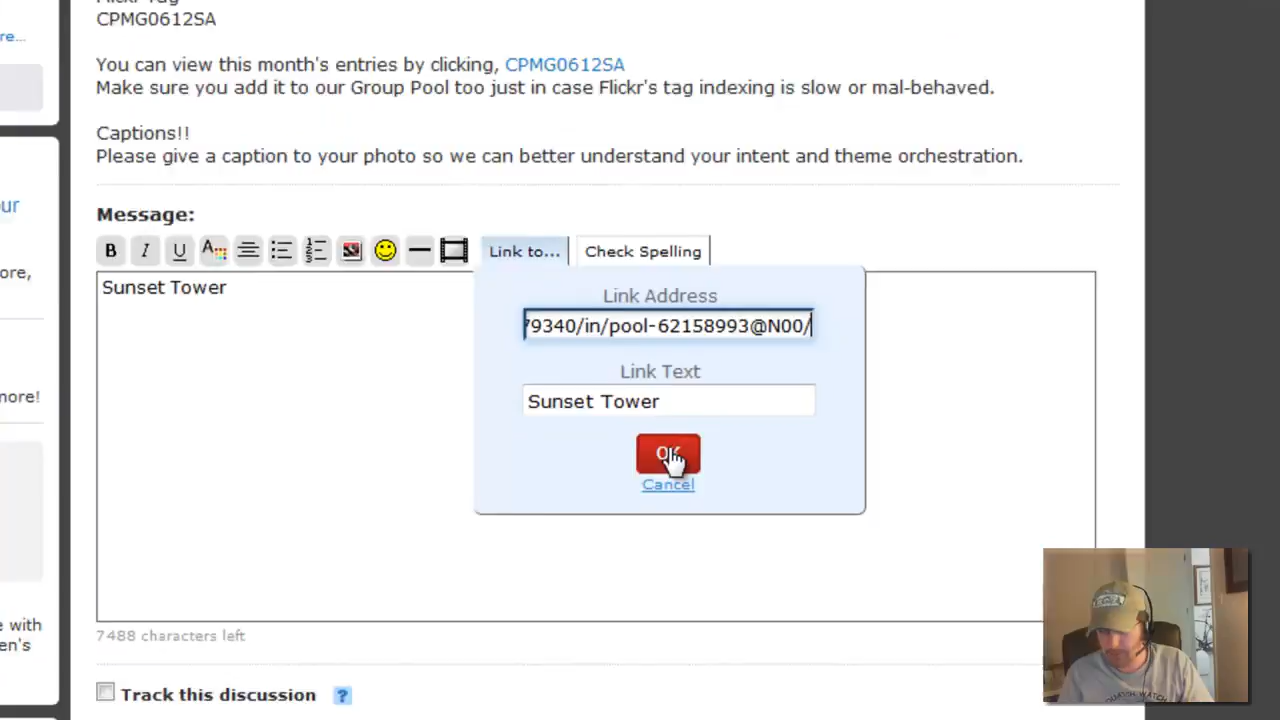 CPMG0612SA
re...
You can view this month's entries by clicking, CPMG0612SA
Make sure you add it to our Group Pool too just in case Flickr's tag indexing is slow or mal-behaved.
Captions!!
Please give a caption to your photo so we can better understand your intent and theme orchestration.
our
Message:
B I U A Link to... Check Spelling
ore,
Sunset Tower
Link Address
79340/in/pool-62158993@N00/
Link Text
more!
Sunset Tower
OK
Cancel
e with
7488 characters left
en's
Track this discussion ?